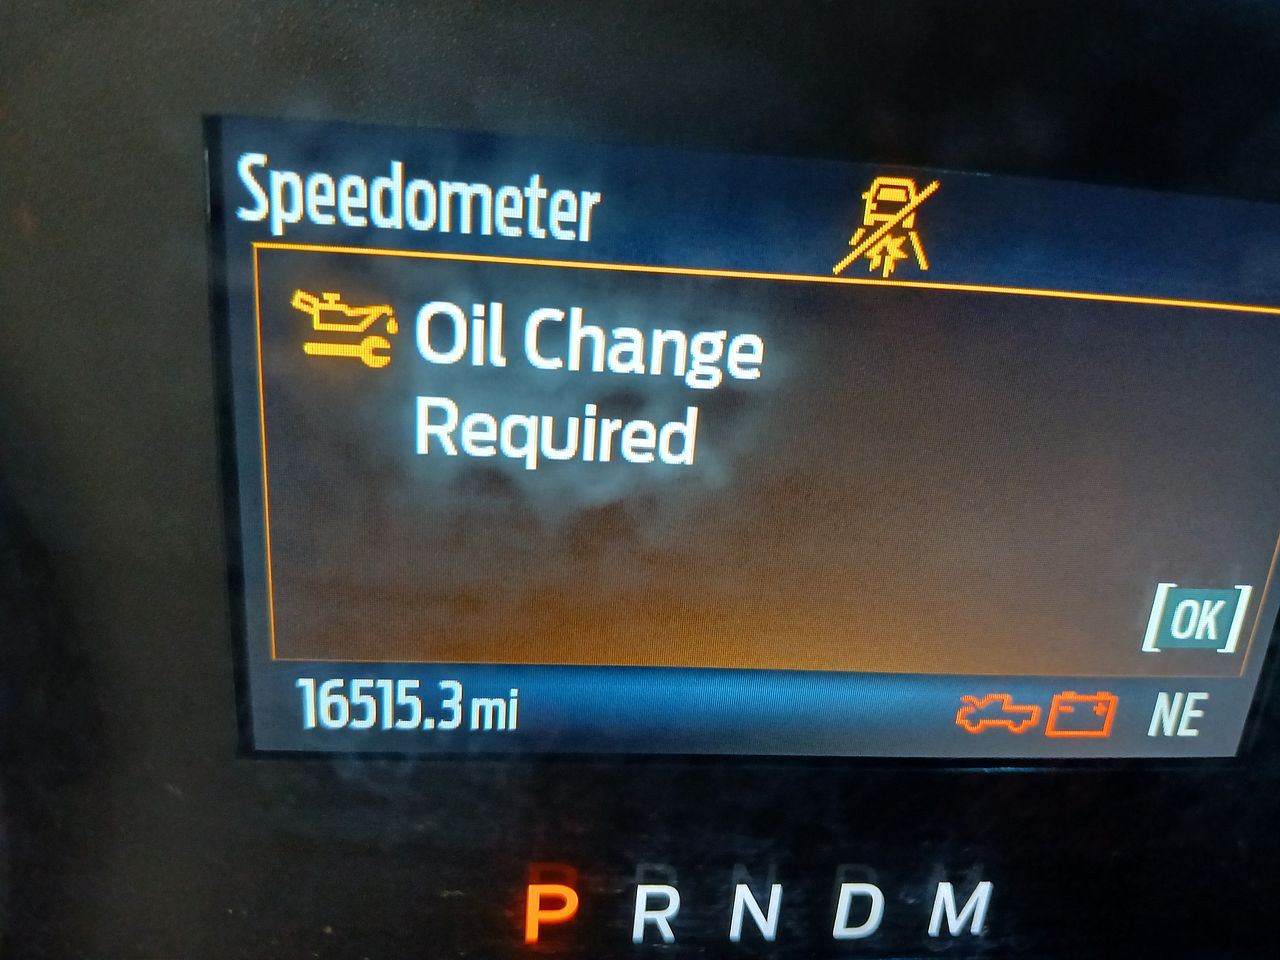 Speedometer
Oil Change
Required
[OK]
16515.3 mi
NE
P R N D M